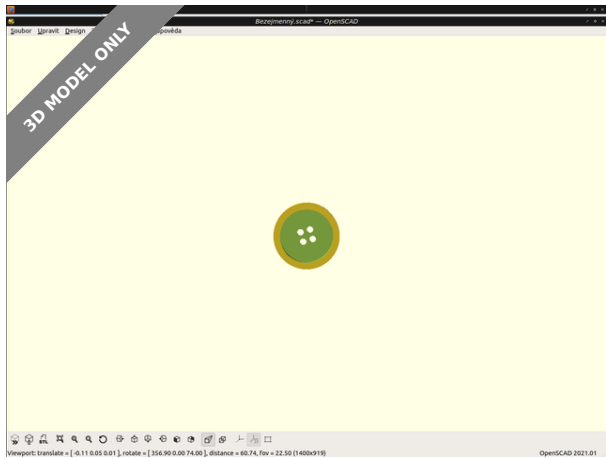 Bezejmenný.scad* — OpenSCAD
Soubor Upravit Design
3D MODEL ONLY
STL
Viewport: translate = [ -0.11 0.05 0.01 ], rotate = [ 356.90 0.00 74.00 ], distance = 60.74, fov = 22.50 (1400x919)
OpenSCAD 2021.01